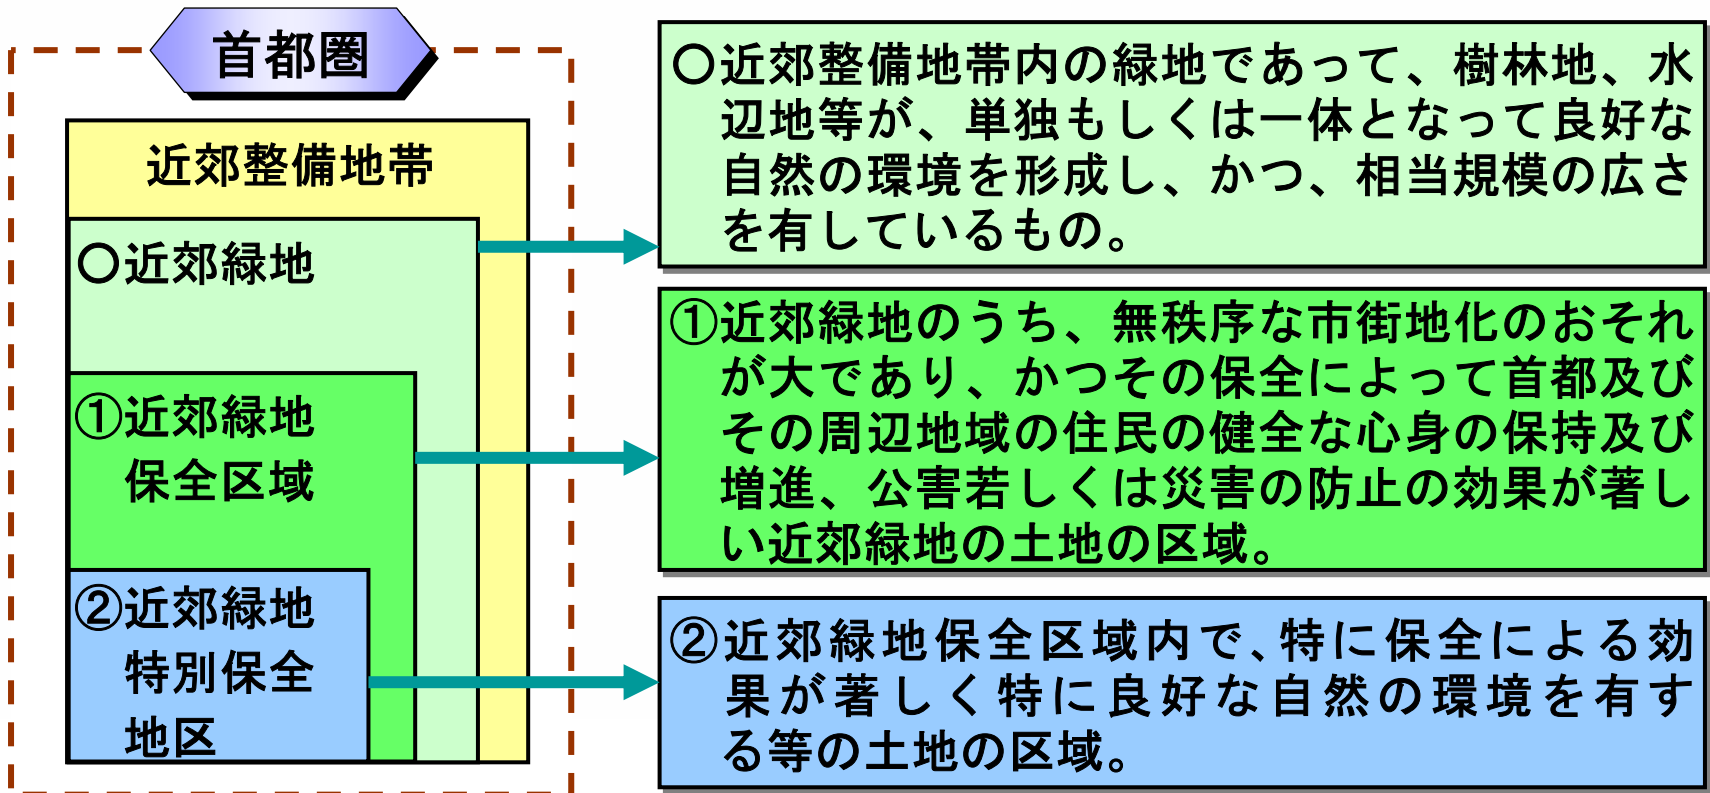 首都圏
近郊整備地帯
〇近郊緑地
①近郊緑地
保全区域
②近郊緑地
特別保全
地区
〇近郊整備地帯内の緑地であって、樹林地、水
辺地等が、単独もしくは一体となって良好な
自然の環境を形成し、かつ、相当規模の広さ
を有しているもの。
①近郊緑地のうち、無秩序な市街地化のおそれ
が大であり、かつその保全によって首都及び
その周辺地域の住民の健全な心身の保持及び
増進、公害若しくは災害の防止の効果が著し
い近郊緑地の土地の区域。
②近郊緑地保全区域内で、特に保全による効
果が著しく特に良好な自然の環境を有す
る等の土地の区域。